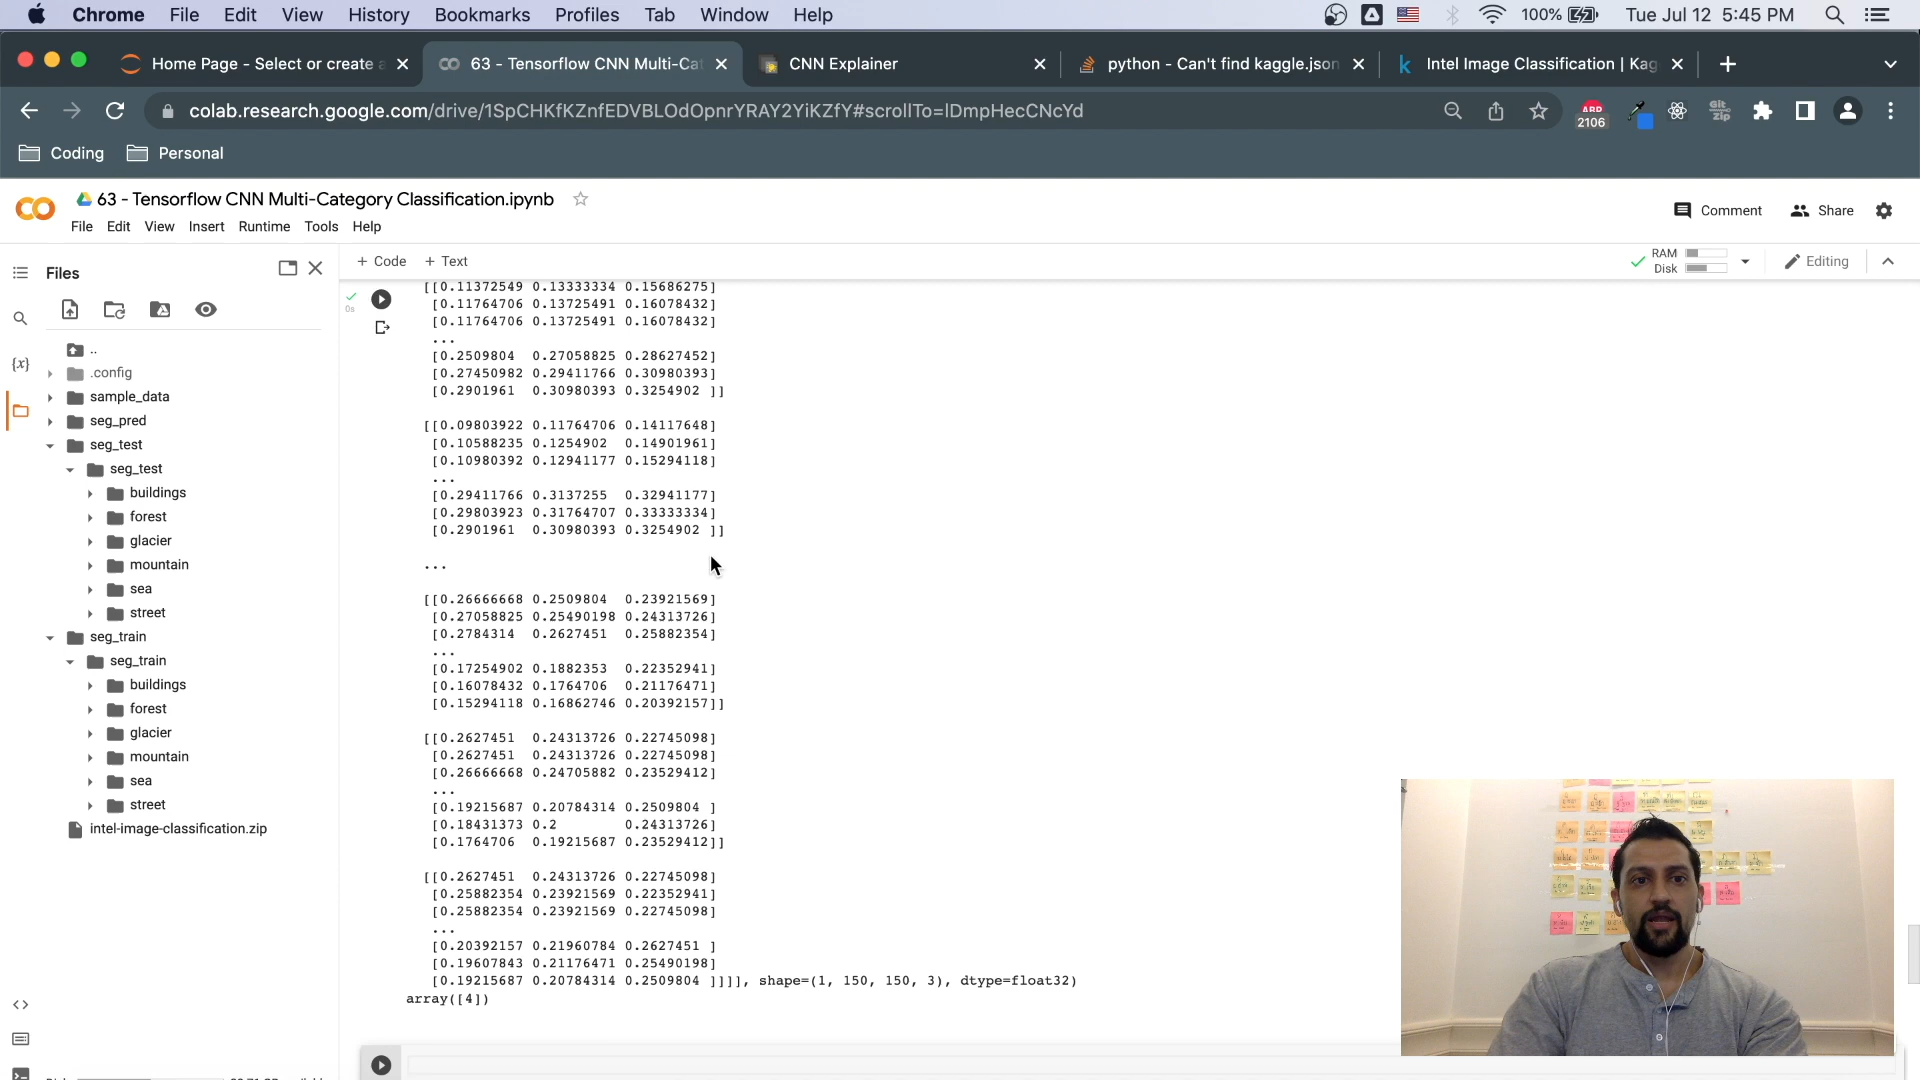 Chrome File Edit View History Bookmarks Profiles Tab Window Help 100% Tue Jul 12 5:45 PM
Home Page - Select or create a
63 - Tensorflow CNN Multi-Cat
CNN Explainer
python - Can't find kaggle.json
Intel Image Classification | Kag
colab.research.google.com/drive/1SpCHKfKZnfEDVBLOdOpnrYRAY2YiKZfY#scrollTo=lDmpHecCNcYd
ABP
2106
Git
Zip
Coding Personal
63 - Tensorflow CNN Multi-Category Classification.ipynb
Comment Share
File Edit View Insert Runtime Tools Help
Files
+ Code + Text
RAM
Disk
Editing
..
.config
sample_data
seg_pred
seg_test
seg_test
buildings
forest
glacier
mountain
sea
street
seg_train
seg_train
buildings
forest
glacier
mountain
sea
street
intel-image-classification.zip
{x}
0s
[[0.11372549 0.13333334 0.15686275]
[0.11764706 0.13725491 0.16078432]
[0.11764706 0.13725491 0.16078432]
...
[0.2509804 0.27058825 0.28627452]
[0.27450982 0.29411766 0.30980393]
[0.2901961 0.30980393 0.3254902 ]]
[[0.09803922 0.11764706 0.14117648]
[0.10588235 0.1254902 0.14901961]
[0.10980392 0.12941177 0.15294118]
...
[0.29411766 0.3137255 0.32941177]
[0.29803923 0.31764707 0.33333334]
[0.2901961 0.30980393 0.3254902 ]]
...
[[0.26666668 0.2509804 0.23921569]
[0.27058825 0.25490198 0.24313726]
[0.2784314 0.2627451 0.25882354]
...
[0.17254902 0.1882353 0.22352941]
[0.16078432 0.1764706 0.21176471]
[0.15294118 0.16862746 0.20392157]]
[[0.2627451 0.24313726 0.22745098]
[0.2627451 0.24313726 0.22745098]
[0.26666668 0.24705882 0.23529412]
...
[0.19215687 0.20784314 0.2509804 ]
[0.18431373 0.2 0.24313726]
[0.1764706 0.19215687 0.23529412]]
[[0.2627451 0.24313726 0.22745098]
[0.25882354 0.23921569 0.22352941]
[0.25882354 0.23921569 0.22745098]
...
[0.20392157 0.21960784 0.2627451 ]
[0.19607843 0.21176471 0.25490198]
[0.19215687 0.20784314 0.2509804 ]]]], shape=(1, 150, 150, 3), dtype=float32)
array([4])